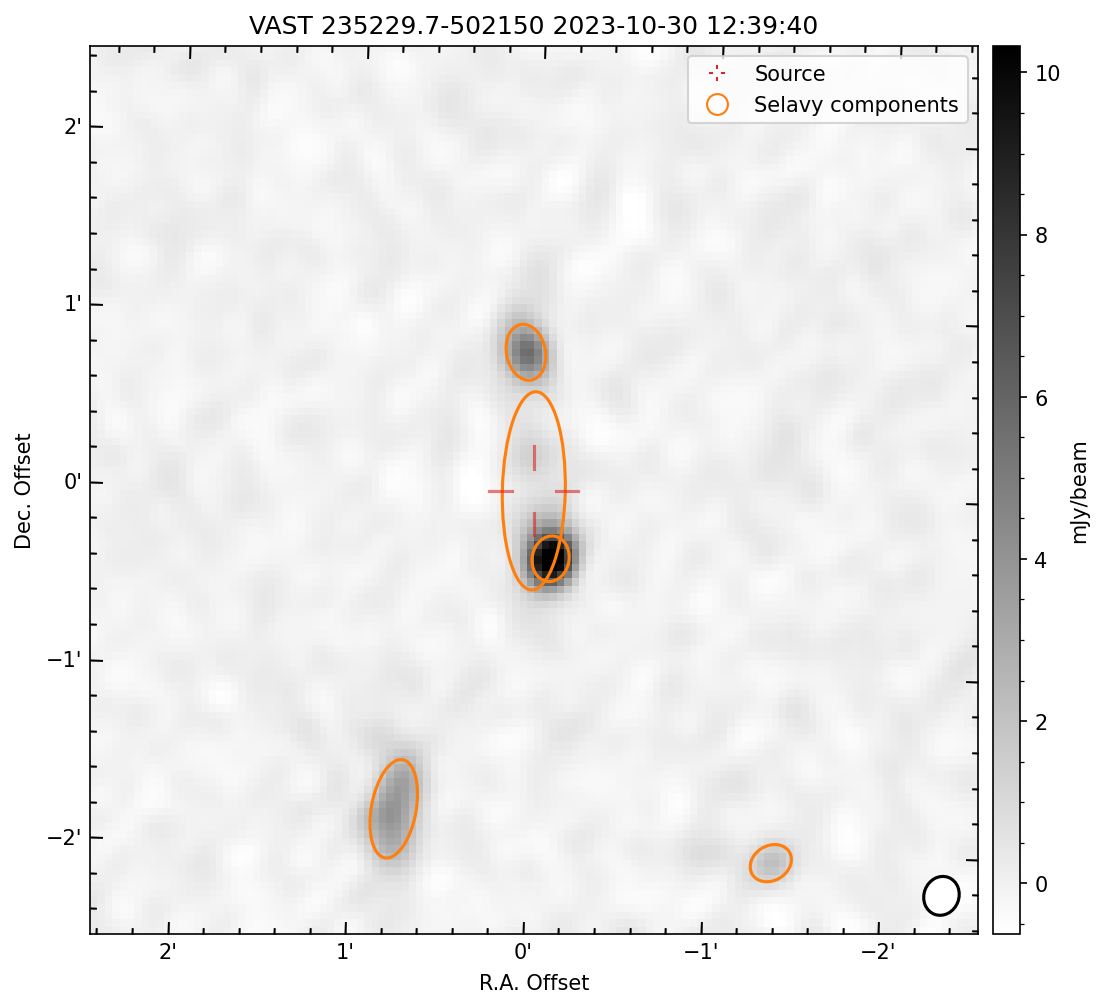 VAST 235229.7-502150 2023-10-30 12:39:40
Source
Selavy components
2'
1'
0'
−1'
−2'
Dec. Offset
2'
1'
0'
−1'
−2'
R.A. Offset
10
8
6
4
2
0
mJy/beam